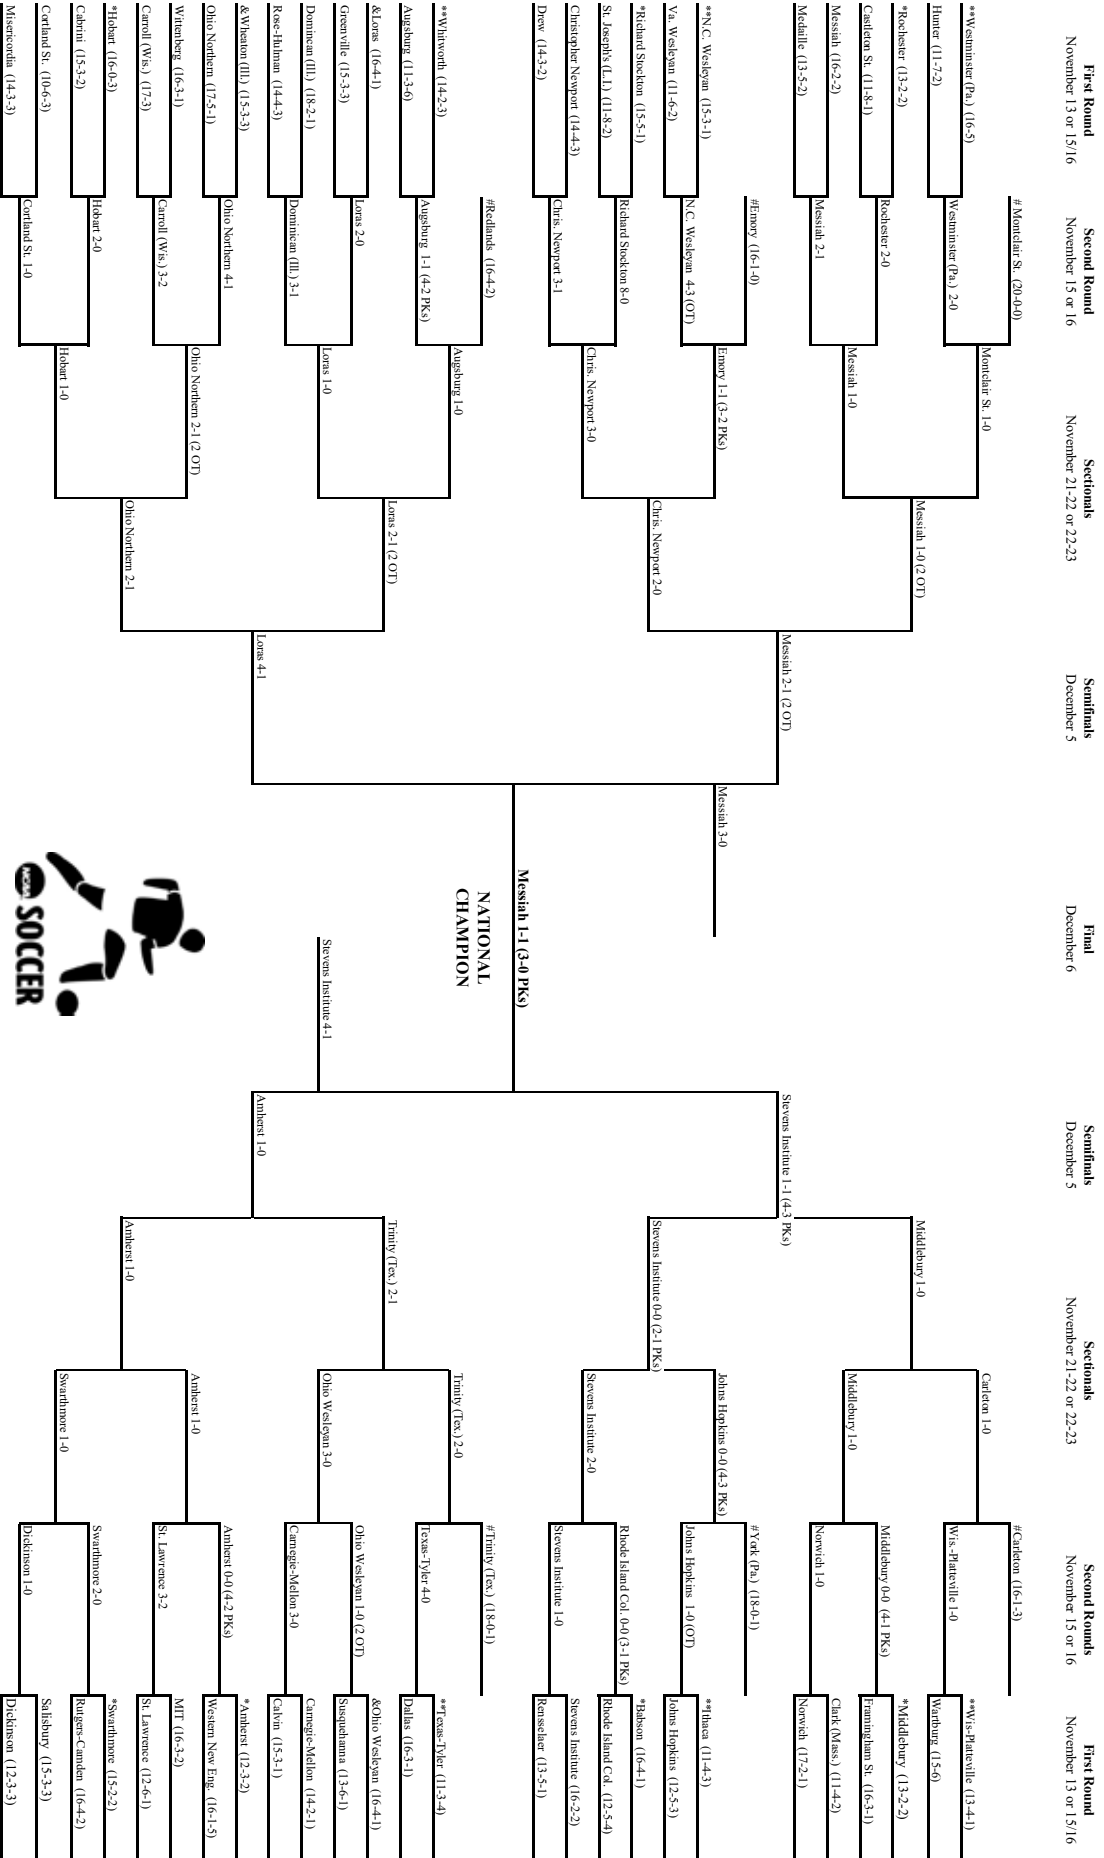 First Round
November 13 or 15/16
Second Round
November 15 or 16
Sectionals
November 21-22 or 22-23
Semifinals
December 5
Final
December 6
Semifinals
December 5
Sectionals
November 21-22 or 22-23
Second Rounds
November 15 or 16
First Round
November 13 or 15/16
# Montclair St. (20-0-0)
**Westminster (Pa.) (16-5)
Westminster (Pa.) 2-0
Hunter (11-7-2)
Montclair St. 1-0
*Rochester (13-2-2)
Rochester 2-0
Castleton St. (11-8-1)
Messiah 1-0
Messiah (16-2-2)
Messiah 2-1
Medaille (13-5-2)
Messiah 1-0 (2 OT)
#Emory (16-1-0)
**N.C. Wesleyan (15-3-1)
N.C. Wesleyan 4-3 (OT)
Va. Wesleyan (11-6-2)
Emory 1-1 (3-2 PKs)
*Richard Stockton (15-5-1)
Richard Stockton 8-0
St. Joseph's (L.I.) (11-8-2)
Chris. Newport 3-0
Christopher Newport (14-4-3)
Chris. Newport 3-1
Drew (14-3-2)
Chris. Newport 2-0
Messiah 2-1 (2 OT)
Messiah 3-0
#Redlands (16-4-2)
**Whitworth (14-2-3)
Augsburg 1-1 (4-2 PKs)
Augsburg (11-3-6)
Augsburg 1-0
&Loras (16-4-1)
Loras 2-0
Greenville (15-3-3)
Loras 1-0
Dominican (Ill.) (18-2-1)
Dominican (Ill.) 3-1
Rose-Hulman (14-4-3)
Loras 2-1 (2 OT)
&Wheaton (Ill.) (15-3-3)
Ohio Northern 4-1
Ohio Northern (17-5-1)
Ohio Northern 2-1 (2 OT)
Wittenberg (16-3-1)
Carroll (Wis.) 3-2
Carroll (Wis.) (17-3)
*Hobart (16-0-3)
Hobart 2-0
Cabrini (15-3-2)
Hobart 1-0
Cortland St. (10-6-3)
Cortland St. 1-0
Misericordia (14-3-3)
Ohio Northern 2-1
Loras 4-1
Messiah 1-1 (3-0 PKs)
NATIONAL
CHAMPION
Stevens Institute 4-1
NCAA SOCCER
Stevens Institute 1-1 (4-3 PKs)
Middlebury 1-0
Carleton 1-0
#Carleton (16-1-3)
Wis.-Platteville 1-0
**Wis-Platteville (13-4-1)
Wartburg (15-6)
Middlebury 1-0
Middlebury 0-0 (4-1 PKs)
*Middlebury (13-2-2)
Framingham St. (16-3-1)
Norwich 1-0
Clark (Mass.) (11-4-2)
Norwich (17-2-1)
Stevens Institute 0-0 (2-1 PKs)
Johns Hopkins 0-0 (4-3 PKs)
#York (Pa.) (18-0-1)
Johns Hopkins 1-0 (OT)
**Ithaca (11-4-3)
Johns Hopkins (12-5-3)
Stevens Institute 2-0
Rhode Island Col. 0-0 (3-1 PKs)
*Babson (16-4-1)
Rhode Island Col. (12-5-4)
Stevens Institute 1-0
Stevens Institute (16-2-2)
Rensselaer (13-5-1)
Amherst 1-0
Trinity (Tex.) 2-1
Trinity (Tex.) 2-0
#Trinity (Tex.) (18-0-1)
Texas-Tyler 4-0
**Texas-Tyler (11-3-4)
Dallas (16-3-1)
Ohio Wesleyan 3-0
Ohio Wesleyan 1-0 (2 OT)
&Ohio Wesleyan (16-4-1)
Susquehanna (13-6-1)
Carnegie-Mellon 3-0
Carnegie-Mellon (14-2-1)
Calvin (15-3-1)
Amherst 1-0
Amherst 1-0
Amherst 0-0 (4-2 PKs)
*Amherst (12-3-2)
Western New Eng. (16-1-5)
St. Lawrence 3-2
MIT (16-3-2)
St. Lawrence (12-6-1)
Swarthmore 1-0
Swarthmore 2-0
*Swarthmore (15-2-2)
Rutgers-Camden (16-4-2)
Dickinson 1-0
Salisbury (15-3-3)
Dickinson (12-3-3)